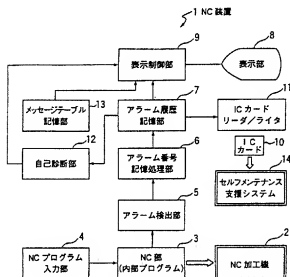 1 NC 装置
9
表示制御部
8
表示部
メッセージテーブル
記憶部
13
7
アラーム履歴
記憶部
11
ICカード
リーダ/ライタ
12
自己診断部
6
アラーム番号
記憶処理部
10
IC
カード
14
セルフメンテナンス
支援システム
5
アラーム検出部
4
NCプログラム
入力部
3
NC部
(内部プログラム)
2
NC加工機